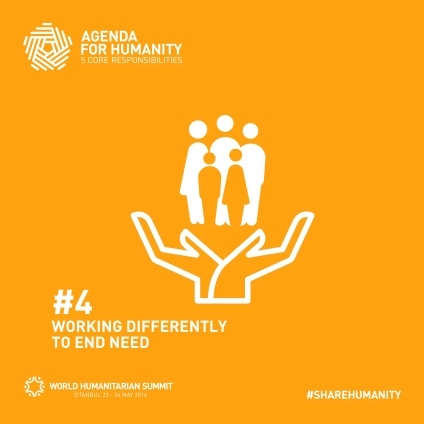 AGENDA
FOR HUMANITY
5 CORE RESPONSIBILITIES
#4
WORKING DIFFERENTLY
TO END NEED
WORLD HUMANITARIAN SUMMIT
ISTANBUL 23 - 24 MAY 2016
#SHAREHUMANITY